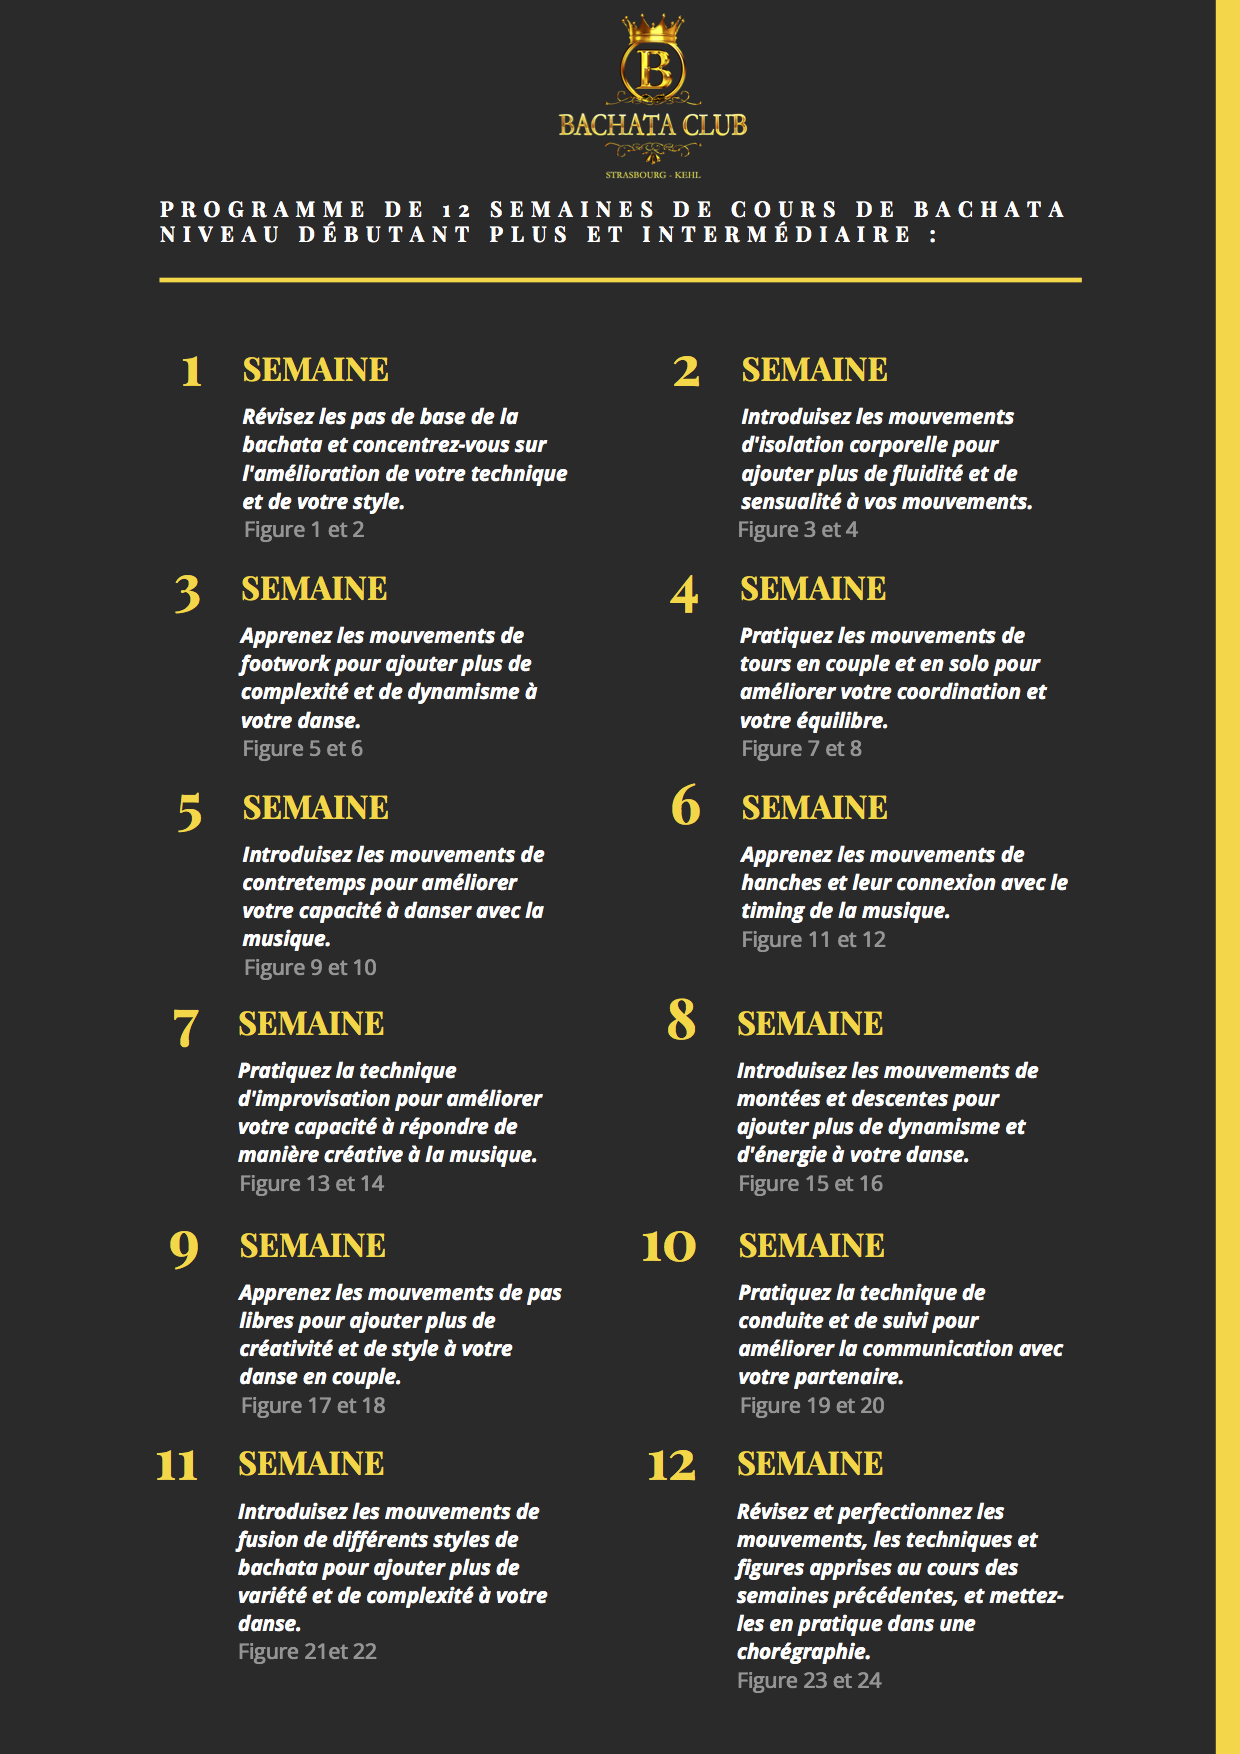 B
BACHATA CLUB
STRASBOURG - KEHL
PROGRAMME DE 12 SEMAINES DE COURS DE BACHATA
NIVEAU DÉBUTANT PLUS ET INTERMÉDIAIRE :
1 SEMAINE
Révisez les pas de base de la
bachata et concentrez-vous sur
l'amélioration de votre technique
et de votre style.
Figure 1 et 2
2 SEMAINE
Introduisez les mouvements
d'isolation corporelle pour
ajouter plus de fluidité et de
sensualité à vos mouvements.
Figure 3 et 4
3 SEMAINE
Apprenez les mouvements de
footwork pour ajouter plus de
complexité et de dynamisme à
votre danse.
Figure 5 et 6
4 SEMAINE
Pratiquez les mouvements de
tours en couple et en solo pour
améliorer votre coordination et
votre équilibre.
Figure 7 et 8
5 SEMAINE
Introduisez les mouvements de
contretemps pour améliorer
votre capacité à danser avec la
musique.
Figure 9 et 10
6 SEMAINE
Apprenez les mouvements de
hanches et leur connexion avec le
timing de la musique.
Figure 11 et 12
7 SEMAINE
Pratiquez la technique
d'improvisation pour améliorer
votre capacité à répondre de
manière créative à la musique.
Figure 13 et 14
8 SEMAINE
Introduisez les mouvements de
montées et descentes pour
ajouter plus de dynamisme et
d'énergie à votre danse.
Figure 15 et 16
9 SEMAINE
Apprenez les mouvements de pas
libres pour ajouter plus de
créativité et de style à votre
danse en couple.
Figure 17 et 18
10 SEMAINE
Pratiquez la technique de
conduite et de suivi pour
améliorer la communication avec
votre partenaire.
Figure 19 et 20
11 SEMAINE
Introduisez les mouvements de
fusion de différents styles de
bachata pour ajouter plus de
variété et de complexité à votre
danse.
Figure 21et 22
12 SEMAINE
Révisez et perfectionnez les
mouvements, les techniques et
figures apprises au cours des
semaines précédentes, et mettez-
les en pratique dans une
chorégraphie.
Figure 23 et 24